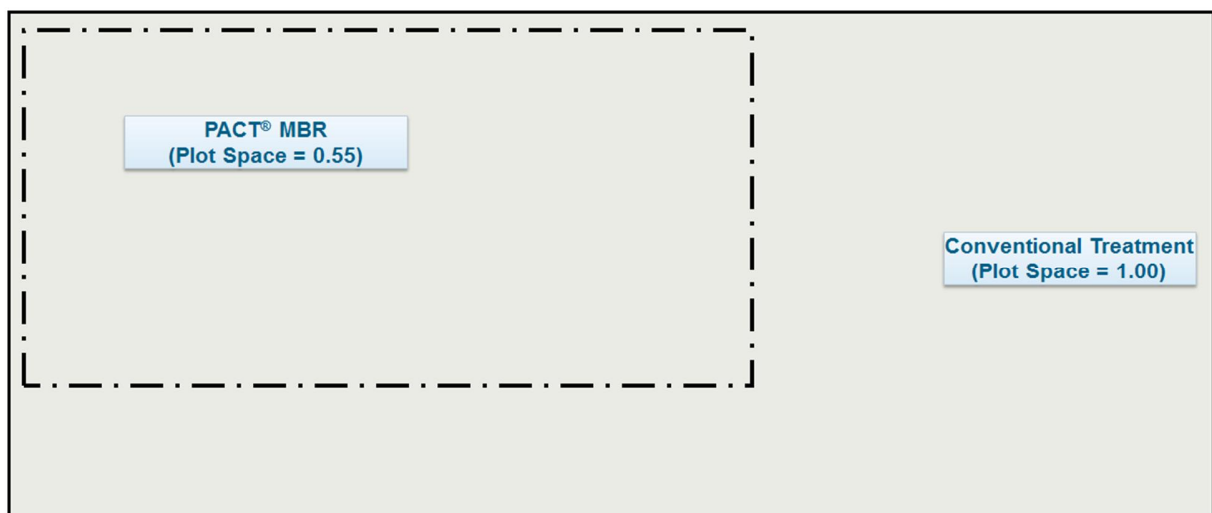 PACT® MBR
(Plot Space = 0.55)
Conventional Treatment
(Plot Space = 1.00)